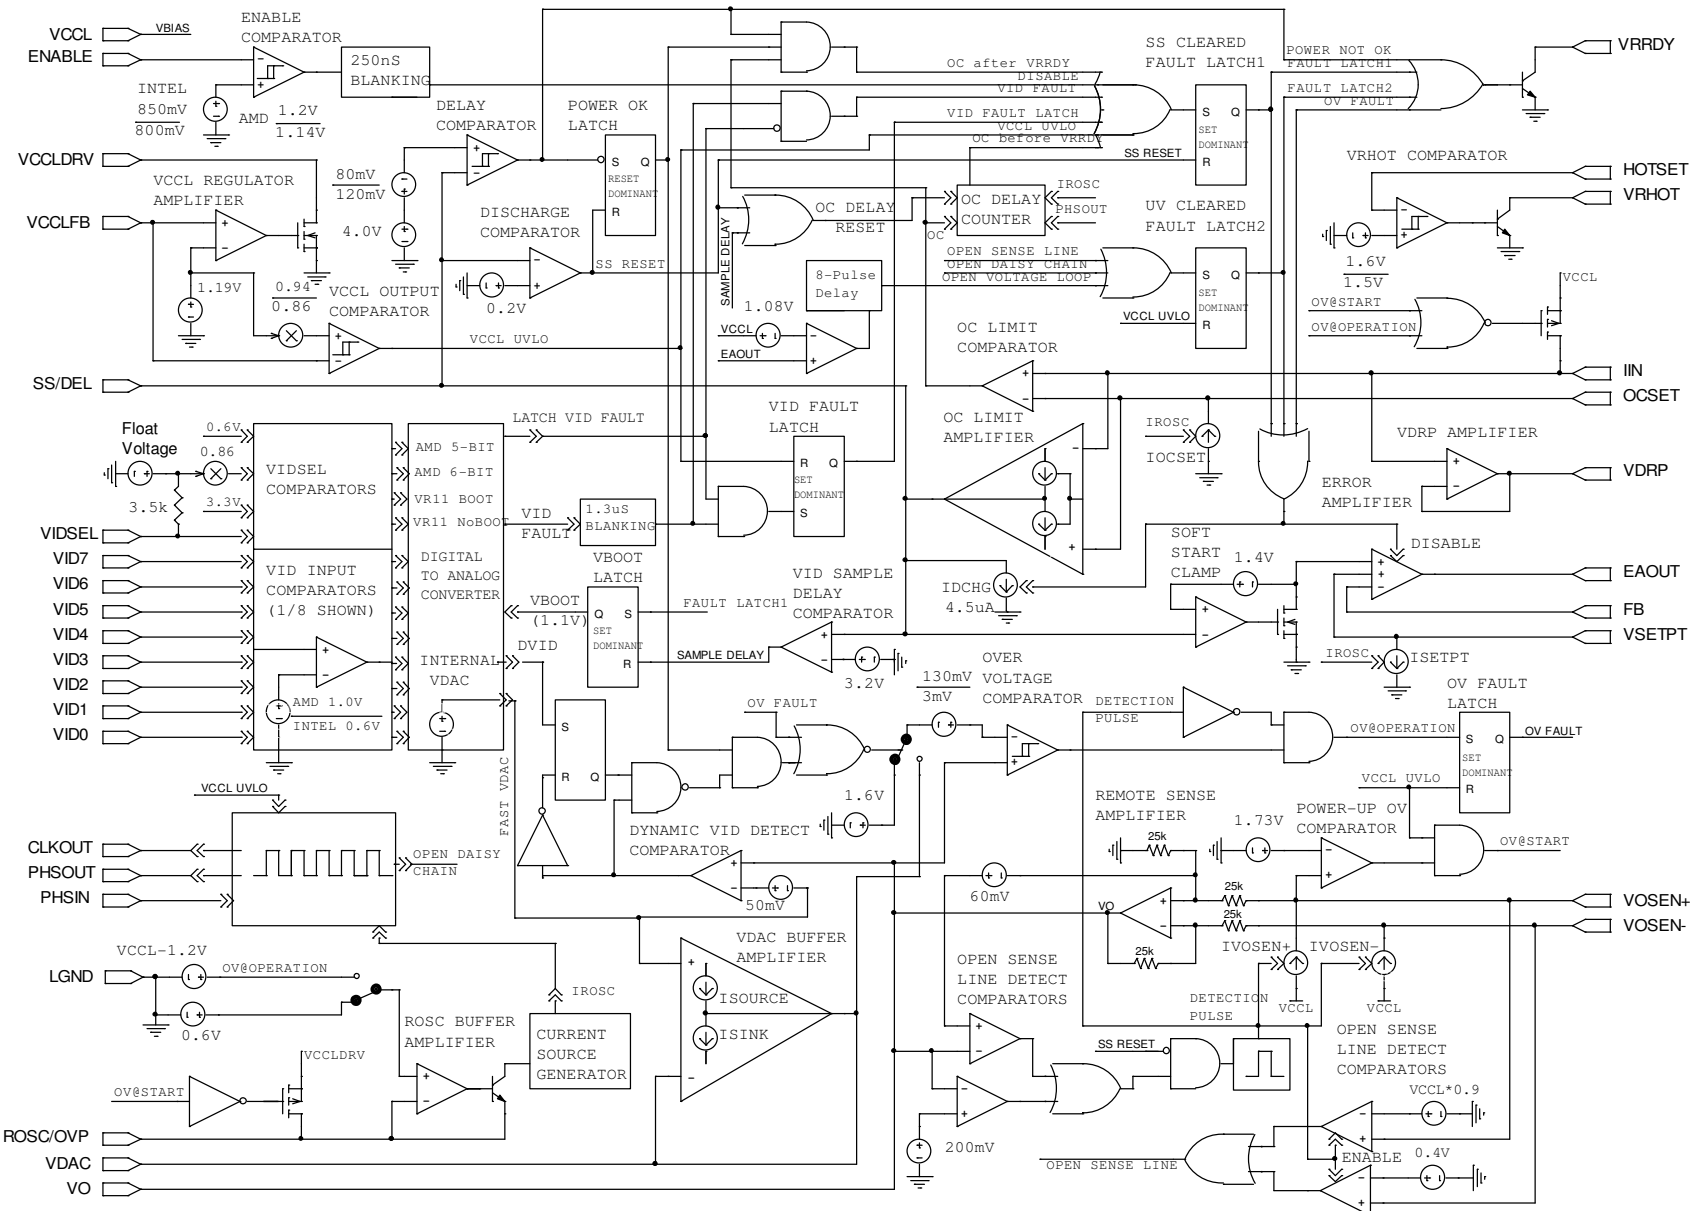 VCCL
VBIAS
ENABLE
ENABLE
COMPARATOR
250nS
BLANKING
INTEL
850mV
800mV
AMD
1.2V
1.14V
VCCLDRV
VCCL REGULATOR
AMPLIFIER
VCCLFB
1.19V
0.94
0.86
VCCL OUTPUT
COMPARATOR
VCCL UVLO
SS/DEL
DELAY
COMPARATOR
80mV
120mV
4.0V
POWER OK
LATCH
S
Q
RESET
DOMINANT
R
DISCHARGE
COMPARATOR
0.2V
SS RESET
OC after VRRDY
DISABLE
VID FAULT
VID FAULT LATCH
VCCL UVLO
OC before VRRDY
SS RESET
SS CLEARED
FAULT LATCH1
S
Q
SET
DOMINANT
R
SAMPLE DELAY
OC DELAY
RESET
OC DELAY
COUNTER
IROSC
PHSOUT
OC
UV CLEARED
FAULT LATCH2
S
Q
SET
DOMINANT
R
OPEN SENSE LINE
OPEN DAISY CHAIN
OPEN VOLTAGE LOOP
VCCL UVLO
8-Pulse
Delay
1.08V
VCCL
EAOUT
POWER NOT OK
FAULT LATCH1
FAULT LATCH2
OV FAULT
VRRDY
VRHOT COMPARATOR
HOTSET
VRHOT
1.6V
1.5V
VCCL
OV@START
OV@OPERATION
OC LIMIT
COMPARATOR
IIN
OCSET
OC LIMIT
AMPLIFIER
IROSC
IOCSET
VDRP AMPLIFIER
VDRP
Float
Voltage
0.6V
0.86
3.3V
3.5k
VIDSEL
COMPARATORS
VIDSEL
VID7
VID6
VID5
VID4
VID3
VID2
VID1
VID0
VID INPUT
COMPARATORS
(1/8 SHOWN)
AMD 1.0V
INTEL 0.6V
AMD 5-BIT
AMD 6-BIT
VR11 BOOT
VR11 NoBOOT
DIGITAL
TO ANALOG
CONVERTER
INTERNAL
VDAC
LATCH VID FAULT
VID
FAULT
1.3uS
BLANKING
VID FAULT
LATCH
R
Q
SET
DOMINANT
S
VBOOT
LATCH
VBOOT
(1.1V)
Q
S
SET
DOMINANT
R
FAULT LATCH1
SAMPLE DELAY
VID SAMPLE
DELAY
COMPARATOR
3.2V
DVID
FAST VDAC
S
R
Q
OV FAULT
IDCHG
4.5uA
ERROR
AMPLIFIER
SOFT
START
CLAMP
1.4V
DISABLE
EAOUT
FB
VSETPT
IROSC
ISETPT
OVER
VOLTAGE
COMPARATOR
130mV
3mV
1.6V
DETECTION
PULSE
OV@OPERATION
OV FAULT
LATCH
S
Q
SET
DOMINANT
R
OV FAULT
VCCL UVLO
DYNAMIC VID DETECT
COMPARATOR
50mV
REMOTE SENSE
AMPLIFIER
25k
25k
25k
25k
VO
60mV
1.73V
POWER-UP OV
COMPARATOR
OV@START
VOSEN+
VOSEN-
IVOSEN+
IVOSEN-
VCCL
VCCL
VCCL UVLO
CLKOUT
PHSOUT
PHSIN
OPEN DAISY
CHAIN
VCCL-1.2V
LGND
OV@OPERATION
0.6V
IROSC
ROSC BUFFER
AMPLIFIER
CURRENT
SOURCE
GENERATOR
VCCLDRV
OV@START
ROSC/OVP
VDAC
VO
VDAC BUFFER
AMPLIFIER
ISOURCE
ISINK
OPEN SENSE
LINE DETECT
COMPARATORS
200mV
SS RESET
DETECTION
PULSE
OPEN SENSE
LINE DETECT
COMPARATORS
VCCL*0.9
ENABLE
0.4V
OPEN SENSE LINE